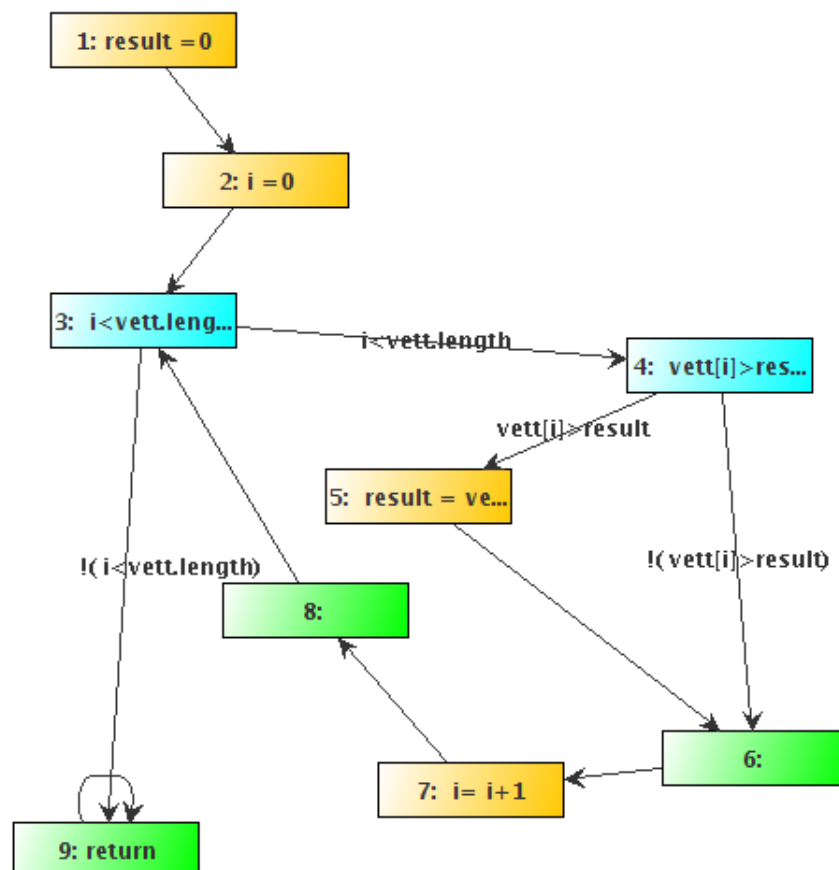 1: result =0
2: i =0
3: i<vett.leng...
i<vett.length
4: vett[i]>res...
vett[i]>result
5: result = ve...
!( i<vett.length)
!( vett[i]>result)
8:
6:
7: i= i+1
9: return